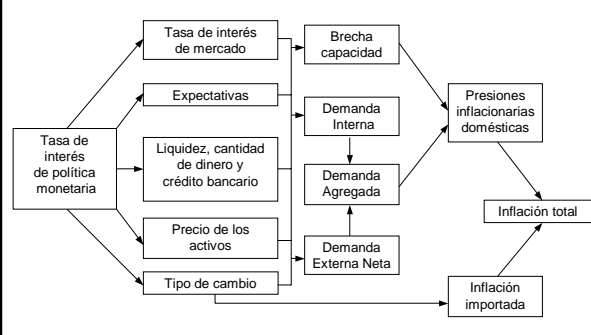 Tasa de interés
de política
monetaria
Tasa de interés
de mercado
Expectativas
Liquidez, cantidad
de dinero y
crédito bancario
Precio de los
activos
Tipo de cambio
Brecha
capacidad
Demanda
Interna
Demanda
Agregada
Demanda
Externa Neta
Presiones
inflacionarias
domésticas
Inflación
importada
Inflación total